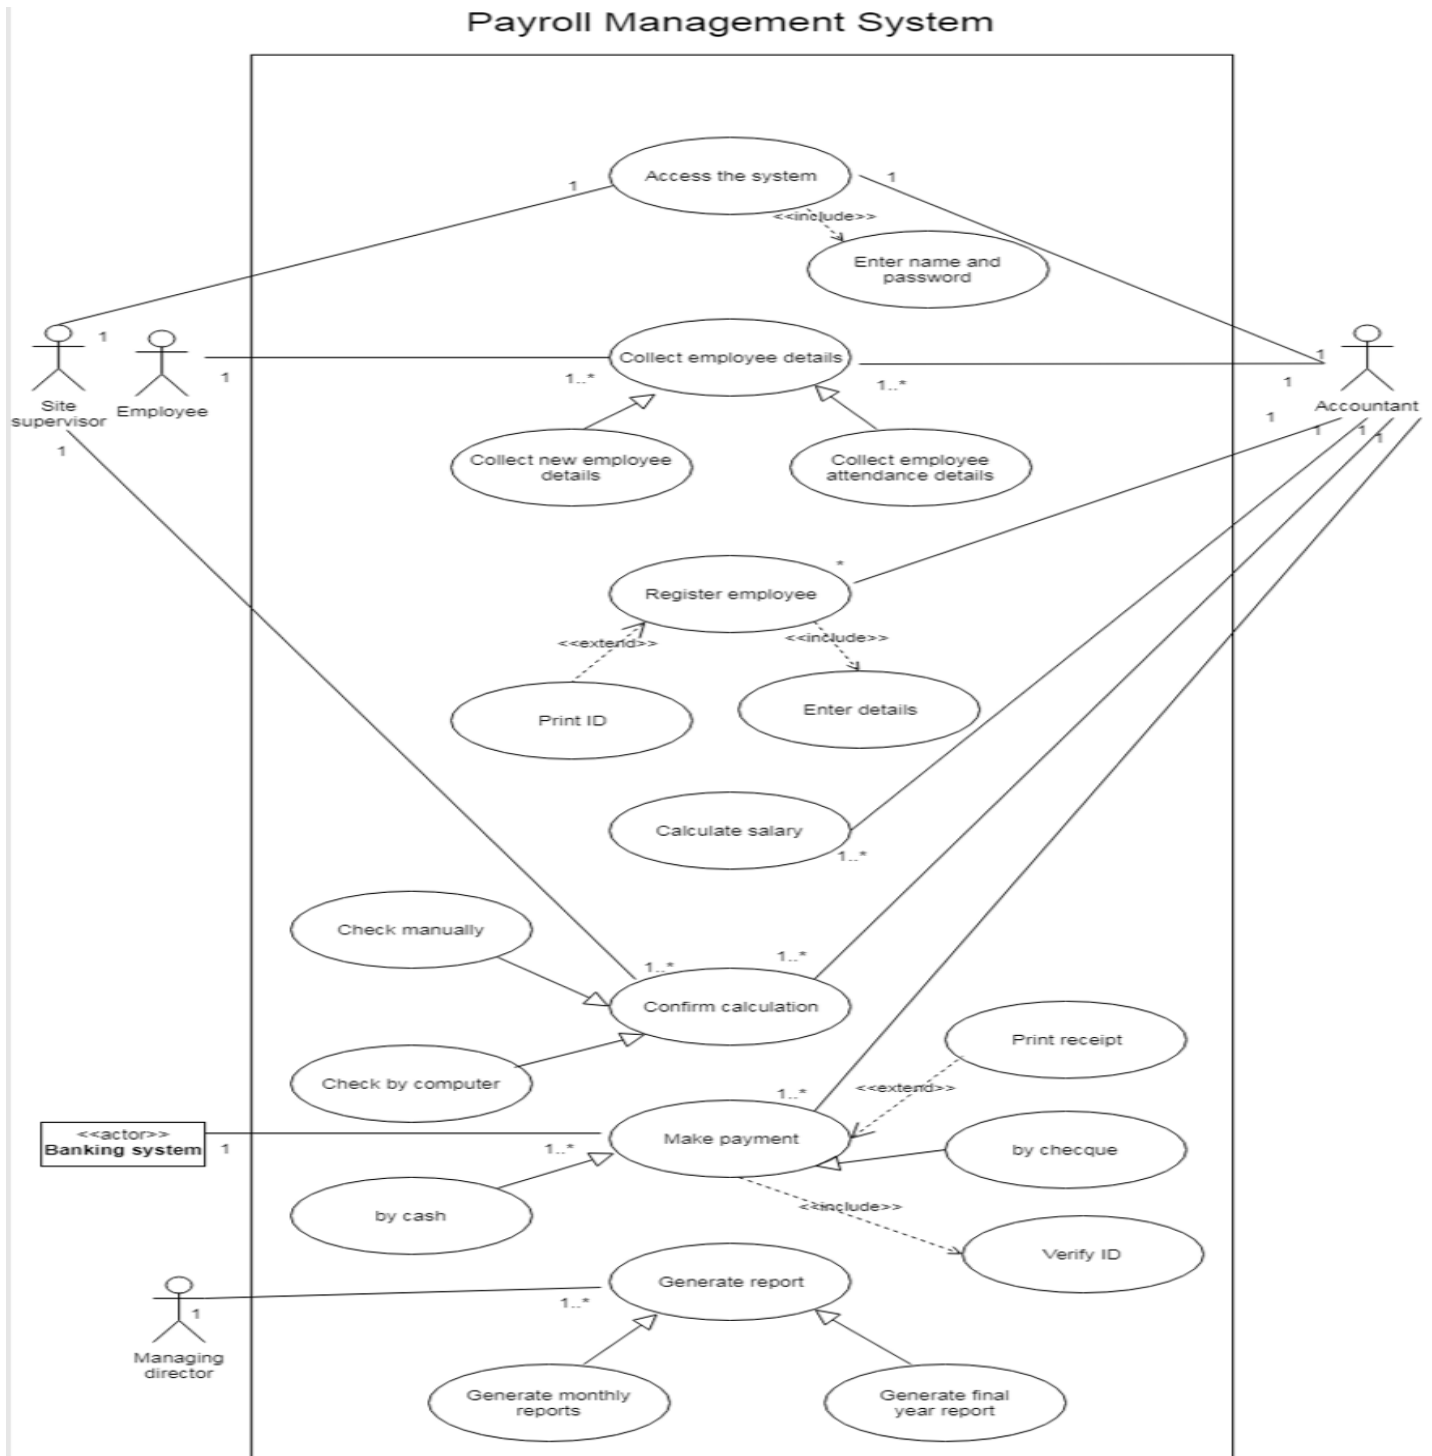 Payroll Management System
Access the system
1
1
<<include>>
Enter name and
password
1
1
Site
supervisor
Employee
1
Collect employee details
1..*
1..*
1
Accountant
1
1
1
1
1
Collect new employee
details
Collect employee
attendance details
*
Register employee
<<extend>>
<<include>>
Print ID
Enter details
Calculate salary
1..*
Check manually
1..*
1..*
Confirm calculation
Check by computer
Print receipt
<<extend>>
1..*
<<actor>>
Banking system
1
1..*
Make payment
by checque
by cash
<<include>>
Verify ID
Generate report
1
1..*
Managing
director
Generate monthly
reports
Generate final
year report